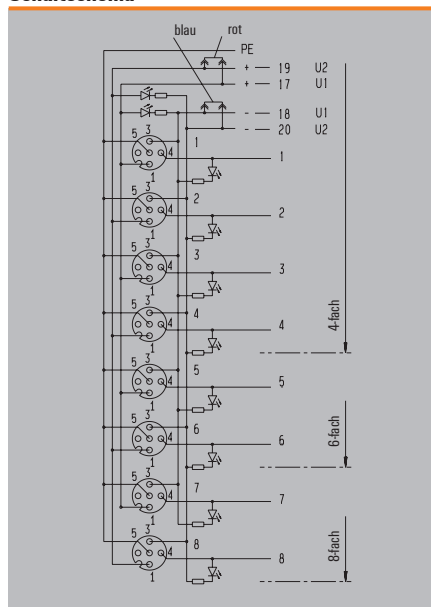 blau
rot
PE
+ 19 U2
+ 17 U1
- 18 U1
- 20 U2
5 3 4 1 1 1
5 3 4 1 2 2
5 3 4 1 3 3
5 3 4 1 4 4
4-fach
5 3 4 1 5 5
5 3 4 1 6 6
6-fach
5 3 4 1 7 7
5 3 4 1 8 8
8-fach